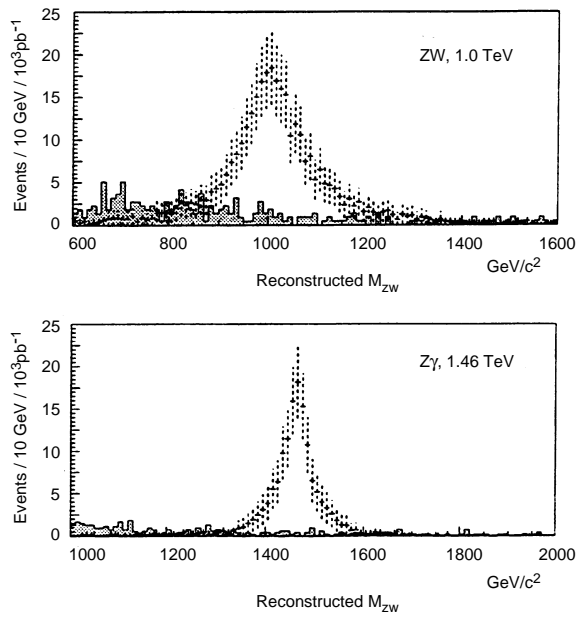 25
20
15
10
5
0
Events / 10 GeV / 10³pb⁻¹
ZW, 1.0 TeV
600 800 1000 1200 1400 1600
GeV/c²
Reconstructed M_zw
25
20
15
10
5
0
Events / 10 GeV / 10³pb⁻¹
Zγ, 1.46 TeV
1000 1200 1400 1600 1800 2000
GeV/c²
Reconstructed M_zw